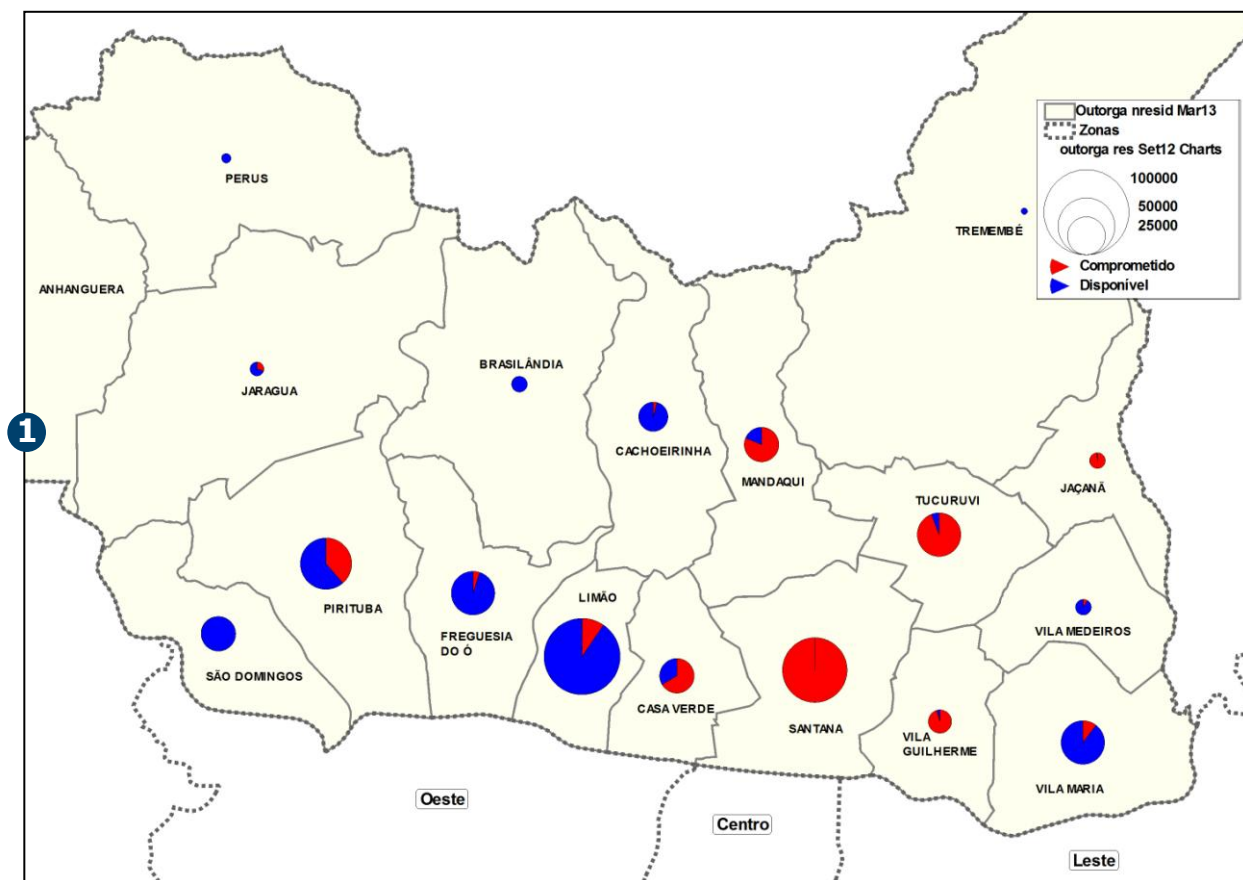 Outorga nresid Mar13
Zonas
outorga res Set12 Charts
100000
50000
25000
Comprometido
Disponível
PERUS
TREMEMBÉ
ANHANGUERA
BRASILÂNDIA
JARAGUA
1
CACHOEIRINHA
MANDAQUI
JAÇANÃ
TUCURUVI
LIMÃO
PIRITUBA
FREGUESIA
DO Ó
VILA MEDEIROS
SÃO DOMINGOS
CASA VERDE
SANTANA
VILA
GUILHERME
VILA MARIA
Oeste
Centro
Leste